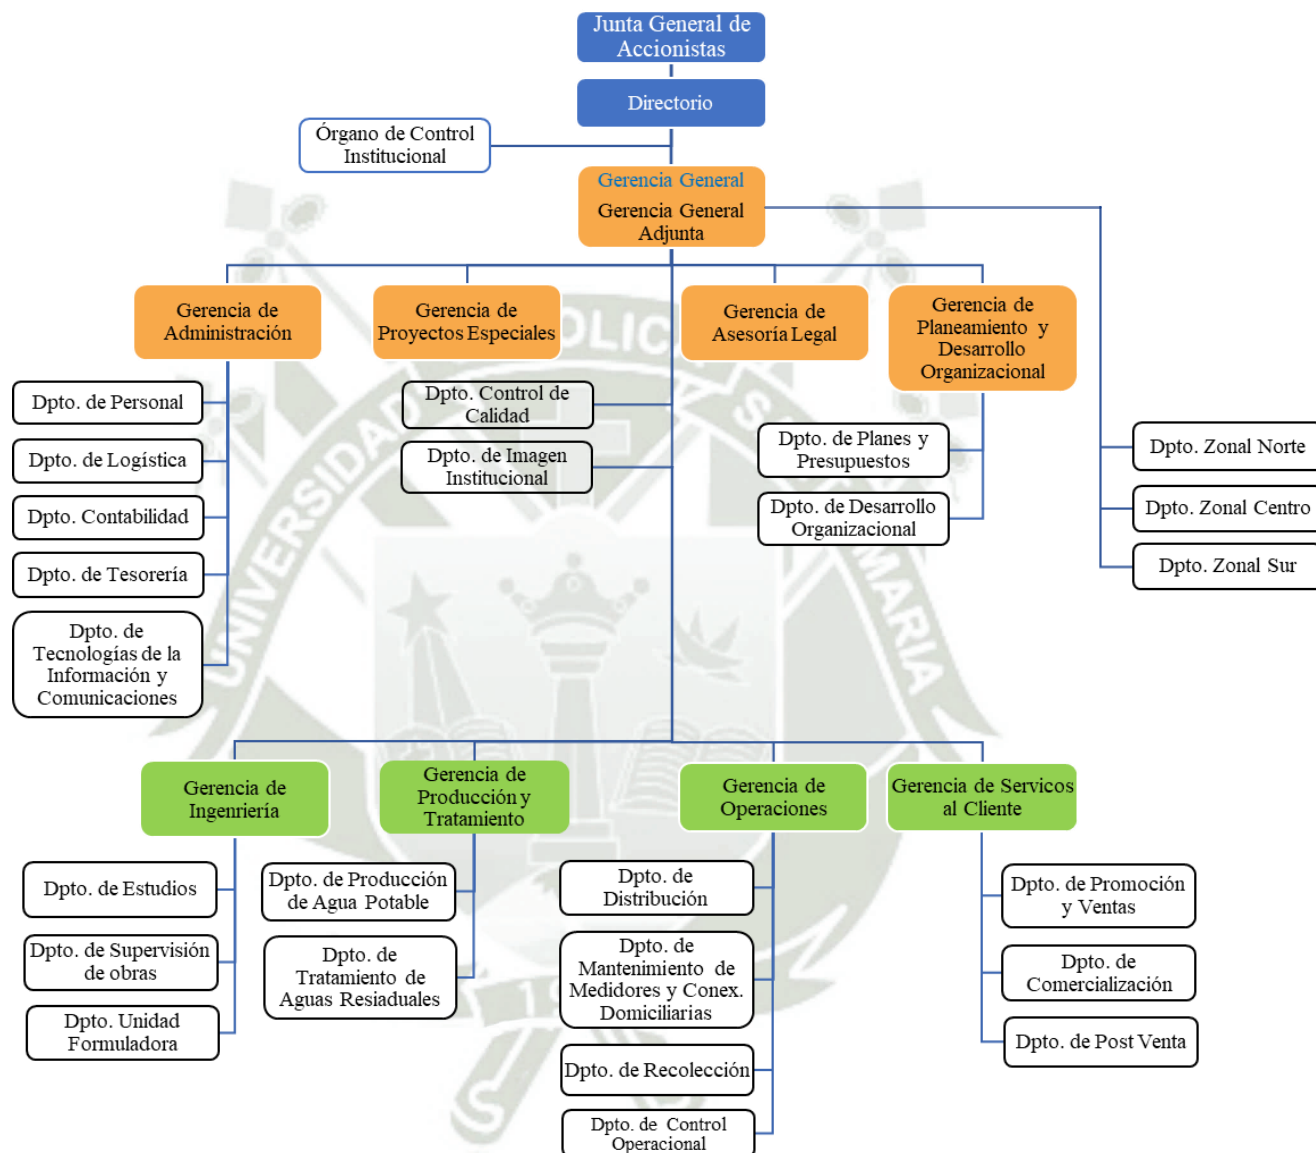 Junta General de
Accionistas
Directorio
Órgano de Control
Institucional
Gerencia General
Gerencia General
Adjunta
Gerencia de
Administración
Gerencia de
Proyectos Especiales
Gerencia de
Asesoría Legal
Gerencia de
Planeamiento y
Desarrollo
Organizacional
Dpto. de Personal
Dpto. de Logística
Dpto. Contabilidad
Dpto. de Tesorería
Dpto. de
Tecnologías de la
Información y
Comunicaciones
Dpto. Control de
Calidad
Dpto. de Imagen
Institucional
Dpto. de Planes y
Presupuestos
Dpto. de Desarrollo
Organizacional
Dpto. Zonal Norte
Dpto. Zonal Centro
Dpto. Zonal Sur
Gerencia de
Ingenriería
Gerencia de
Producción y
Tratamiento
Gerencia de
Operaciones
Gerencia de Servicos
al Cliente
Dpto. de Estudios
Dpto. de Supervisión
de obras
Dpto. Unidad
Formuladora
Dpto. de Producción
de Agua Potable
Dpto. de
Tratamiento de
Aguas Resiaduales
Dpto. de
Distribución
Dpto. de
Mantenimiento de
Medidores y Conex.
Domiciliarias
Dpto. de Recolección
Dpto. de Control
Operacional
Dpto. de Promoción
y Ventas
Dpto. de
Comercialización
Dpto. de Post Venta
UNIVERSIDAD
MARIA